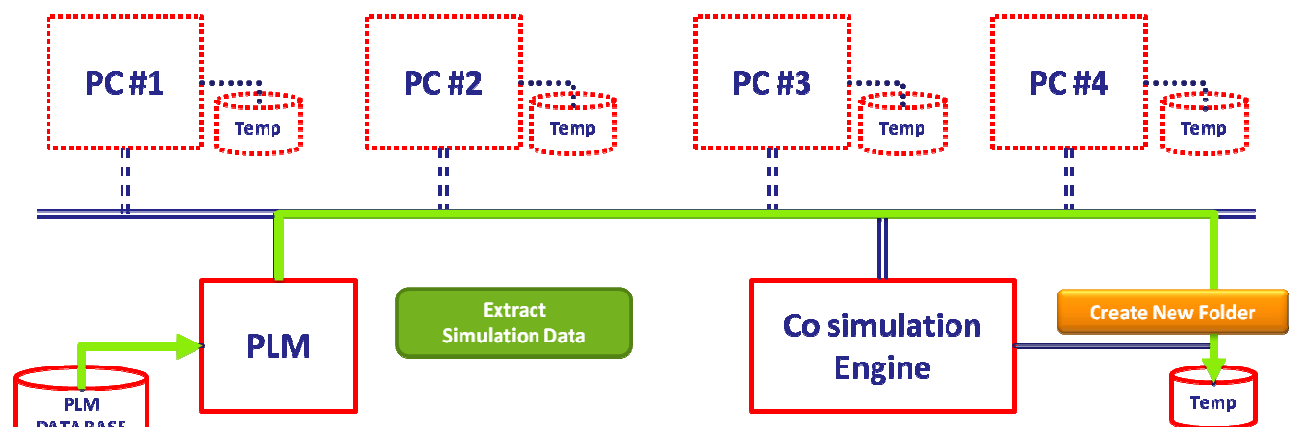 PC #1
PC #2
PC #3
PC #4
Temp
Temp
Temp
Temp
Extract
Simulation Data
Create New Folder
PLM
Co simulation
Engine
PLM
DATABASE
Temp